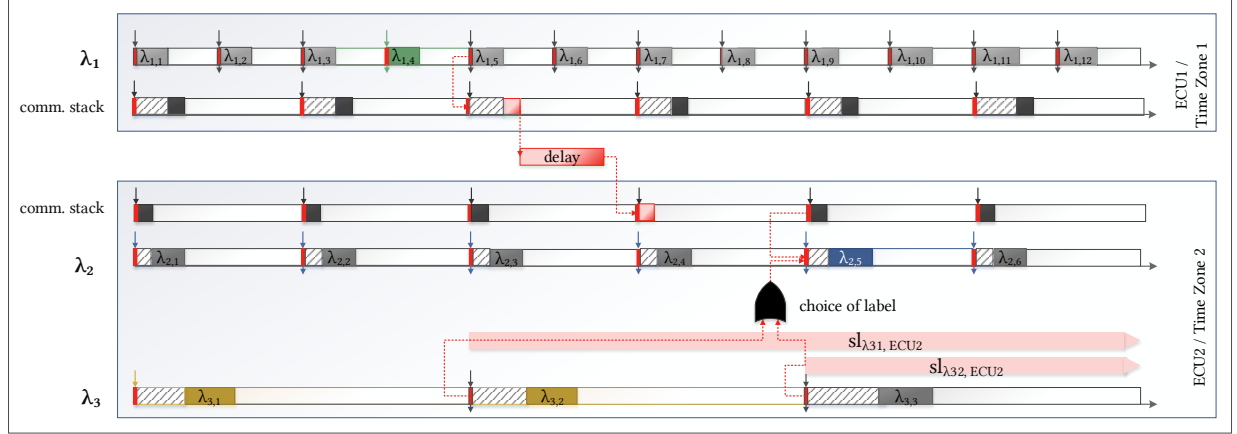 λ1
λ1,1 λ1,2 λ1,3 λ1,4 λ1,5 λ1,6 λ1,7 λ1,8 λ1,9 λ1,10 λ1,11 λ1,12
comm. stack
ECU1 /
Time Zone 1
delay
comm. stack
λ2
λ2,1 λ2,2 λ2,3 λ2,4 λ2,5 λ2,6
choice of label
slλ31, ECU2
slλ32, ECU2
λ3
λ3,1 λ3,2 λ3,3
ECU2 / Time Zone 2